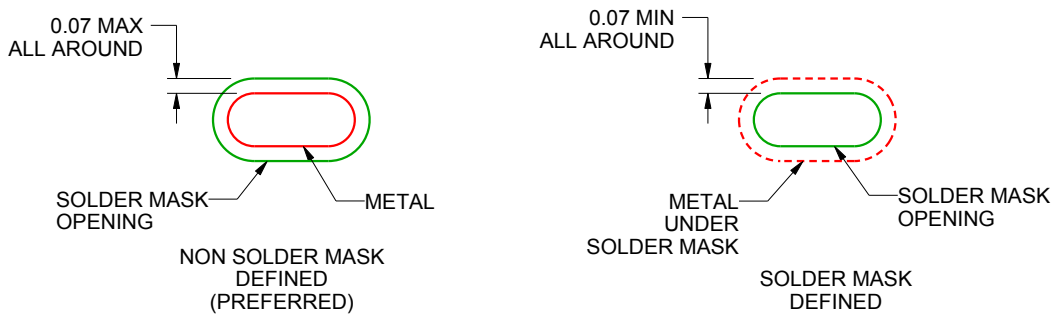 0.07 MAX
ALL AROUND
SOLDER MASK
OPENING
METAL
NON SOLDER MASK
DEFINED
(PREFERRED)
0.07 MIN
ALL AROUND
METAL
UNDER
SOLDER MASK
SOLDER MASK
OPENING
SOLDER MASK
DEFINED